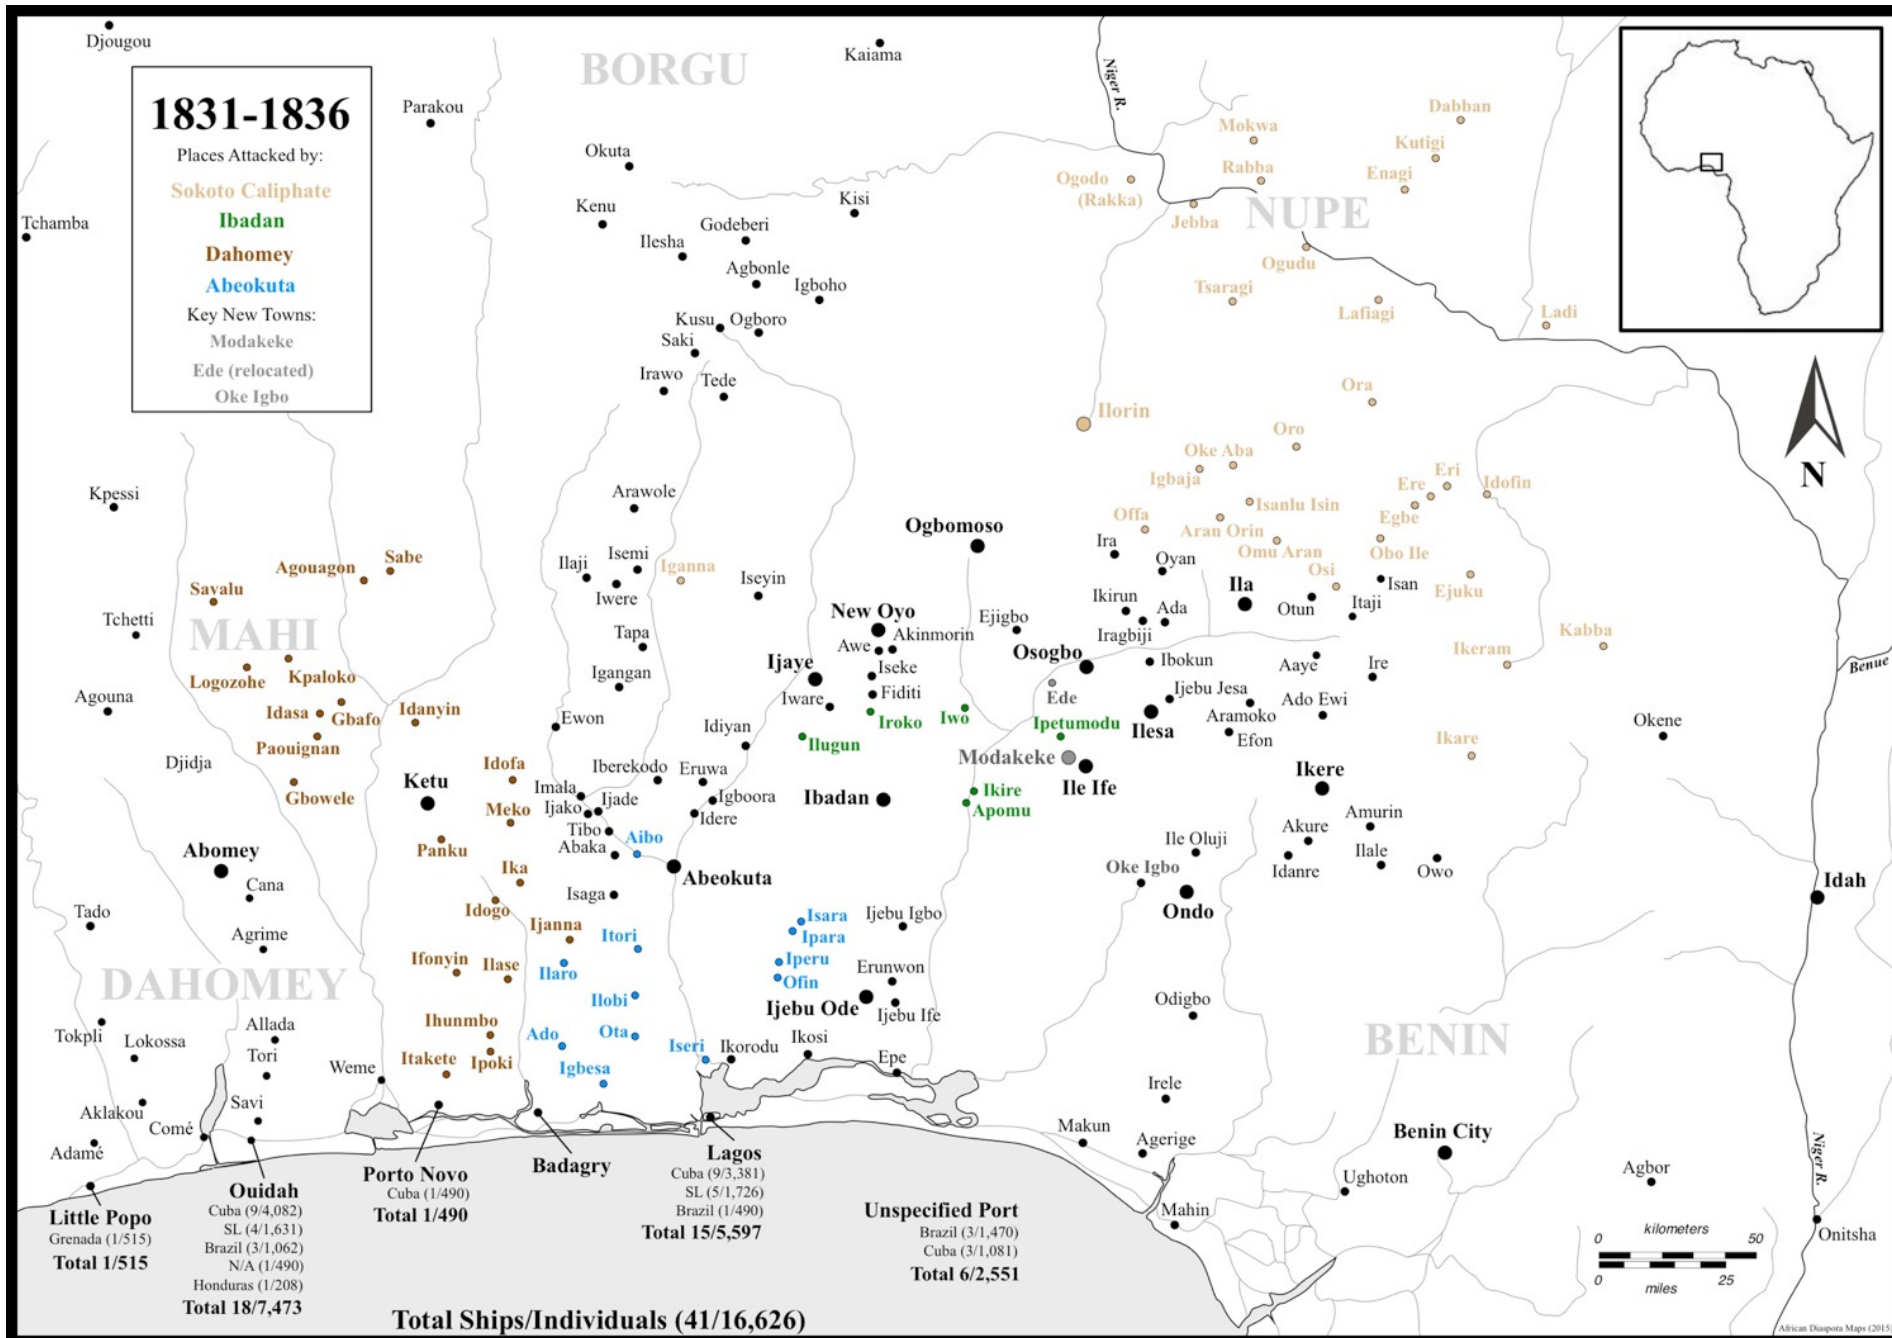 Djougou
BORGU
Kaiama
Niger R.
1831-1836
Places Attacked by:
Sokoto Caliphate
Ibadan
Dahomey
Abeokuta
Key New Towns:
Modakeke
Ede (relocated)
Oke Igbo
Parakou
Okuta
Kenu
Ilesha
Godeberi
Agbonle
Kisi
Igboho
Kusu
Ogboro
Saki
Irawo
Tede
Tchamba
Mokwa
Dabban
Kutigi
Enagi
Rabba
Ogodo
(Rakka)
Jebba
NUPE
Ogudu
Tsaragi
Lafiagi
Ladi
Ora
Ilorin
Oro
Oke Aba
Igbaja
Isanlu Isin
Offa
Aran Orin
Omu Aran
Osi
Eri
Ere
Idofin
Egbe
Obo Ile
Ejuku
Kabba
Ikeram
Ikare
N
Kpessi
Arawole
Ogbomoso
Ira
Oyan
Sabe
Agouagon
Savalu
Ilaji
Isemi
Iwere
Iganna
Iseyin
Tchetti
MAHI
Tapa
New Oyo
Akinmorin
Awe
Ejigbo
Ikirun
Ada
Iragbiji
Ila
Otun
Isan
Itaji
Logozohe
Kpaloko
Igangan
Ijaye
Iseke
Fiditi
Iware
Osogbo
Ibokun
Aaye
Ire
Benue
Agouna
Idasa
Gbafo
Idanyin
Paouignan
Ewon
Idiyan
Iroko
Iwo
Ilugun
Ede
Ipetumodu
Ijebu Jesa
Ilesa
Aramoko
Efon
Ado Ewi
Okene
Djidja
Gbowele
Ketu
Idofa
Meko
Panku
Iberekodo
Eruwa
Imala
Ijako
Ijade
Igboora
Idere
Tibo
Abaka
Aibo
Ibadan
Modakeke
Ile Ife
Ikire
Apomu
Ikere
Amurin
Akure
Ilale
Idanre
Owo
Ile Oluji
Oke Igbo
Ondo
Idah
Abomey
Cana
Ika
Idogo
Isaga
Abeokuta
Tado
Agrime
Ijanna
Itori
Isara
Ipara
Ijebu Igbo
Ifonyin
Ilase
Ilaro
Iperu
Ofin
Erunwon
DAHOMEY
Ilobi
Ijebu Ode
Ijebu Ife
Odigbo
BENIN
Tokpli
Lokossa
Allada
Tori
Ihunmbo
Itakete
Ipoki
Ado
Ota
Igbesa
Iseri
Ikorodu
Ikosi
Epe
Weme
Irele
Aklakou
Savi
Comé
Adamé
Makun
Agerige
Benin City
Ughoton
Agbor
Niger R.
Mahin
Onitsha
Little Popo
Grenada (1/515)
Total 1/515
Ouidah
Cuba (9/4,082)
SL (4/1,631)
Brazil (3/1,062)
N/A (1/490)
Honduras (1/208)
Total 18/7,473
Porto Novo
Cuba (1/490)
Total 1/490
Badagry
Lagos
Cuba (9/3,381)
SL (5/1,726)
Brazil (1/490)
Total 15/5,597
Unspecified Port
Brazil (3/1,470)
Cuba (3/1,081)
Total 6/2,551
Total Ships/Individuals (41/16,626)
kilometers
0 50
0 25
miles
African Diaspora Maps (2015)